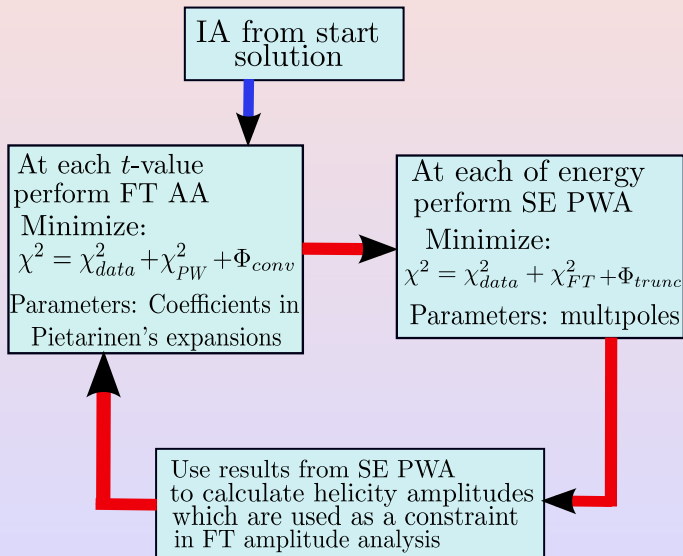 IA from start
solution
At each t-value
perform FT AA
Minimize:
χ² = χ²_data + χ²_PW + Φ_conv
Parameters: Coefficients in
Pietarinen's expansions
At each of energy
perform SE PWA
Minimize:
χ² = χ²_data + χ²_FT + Φ_trunc
Parameters: multıpoles
Use results from SE PWA
to calculate helicity amplitudes
which are used as a constraint
in FT amplitude analysis